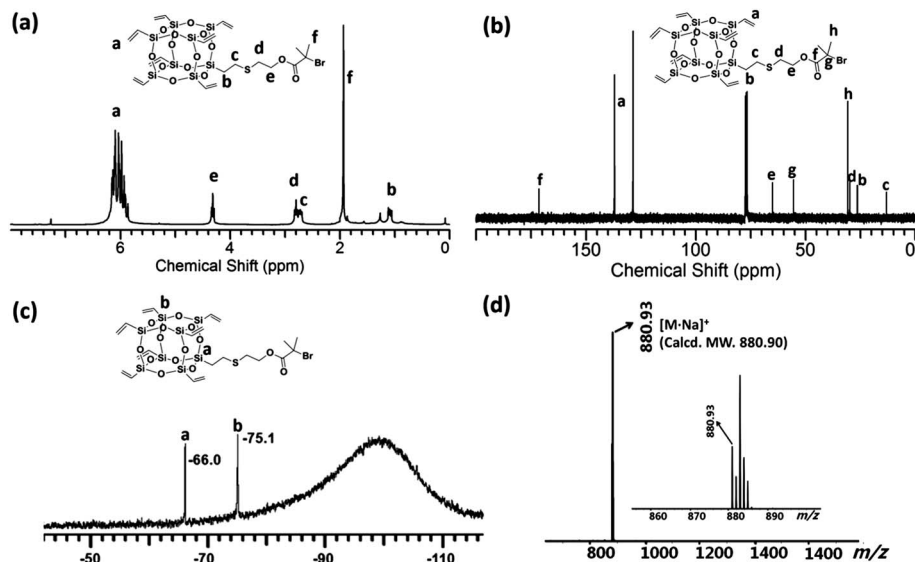 (a)
a
f
c
d
b
e
a
e
d
c
f
b
6
4
2
0
Chemical Shift (ppm)
(b)
a
h
c
d
f
b
e
g
f
a
e
g
h
d
b
c
150
100
50
0
Chemical Shift (ppm)
(c)
b
a
a
-66.0
b
-75.1
-50
-70
-90
-110
(d)
880.93
[M·Na]⁺
(Calcd. MW. 880.90)
880.93
860
870
880
890
m/z
800
1000
1200
1400
1400
m/z